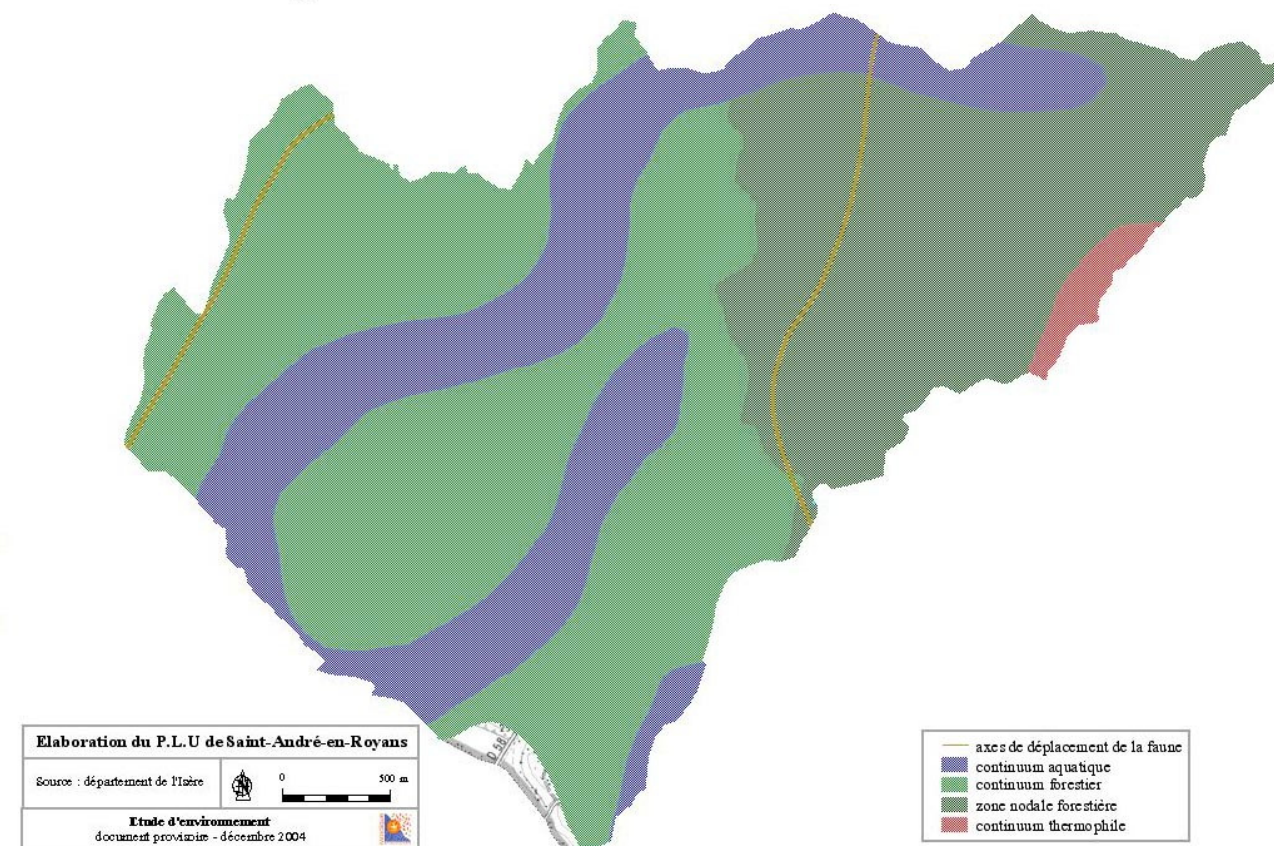 Elaboration du P.L.U de Saint-André-en-Royans
Source : département de l'Isère
N
0 500 m
Etude d'environnement
document provisoire - décembre 2004
axes de déplacement de la faune
continuum aquatique
continuum forestier
zone nodale forestière
continuum thermophile